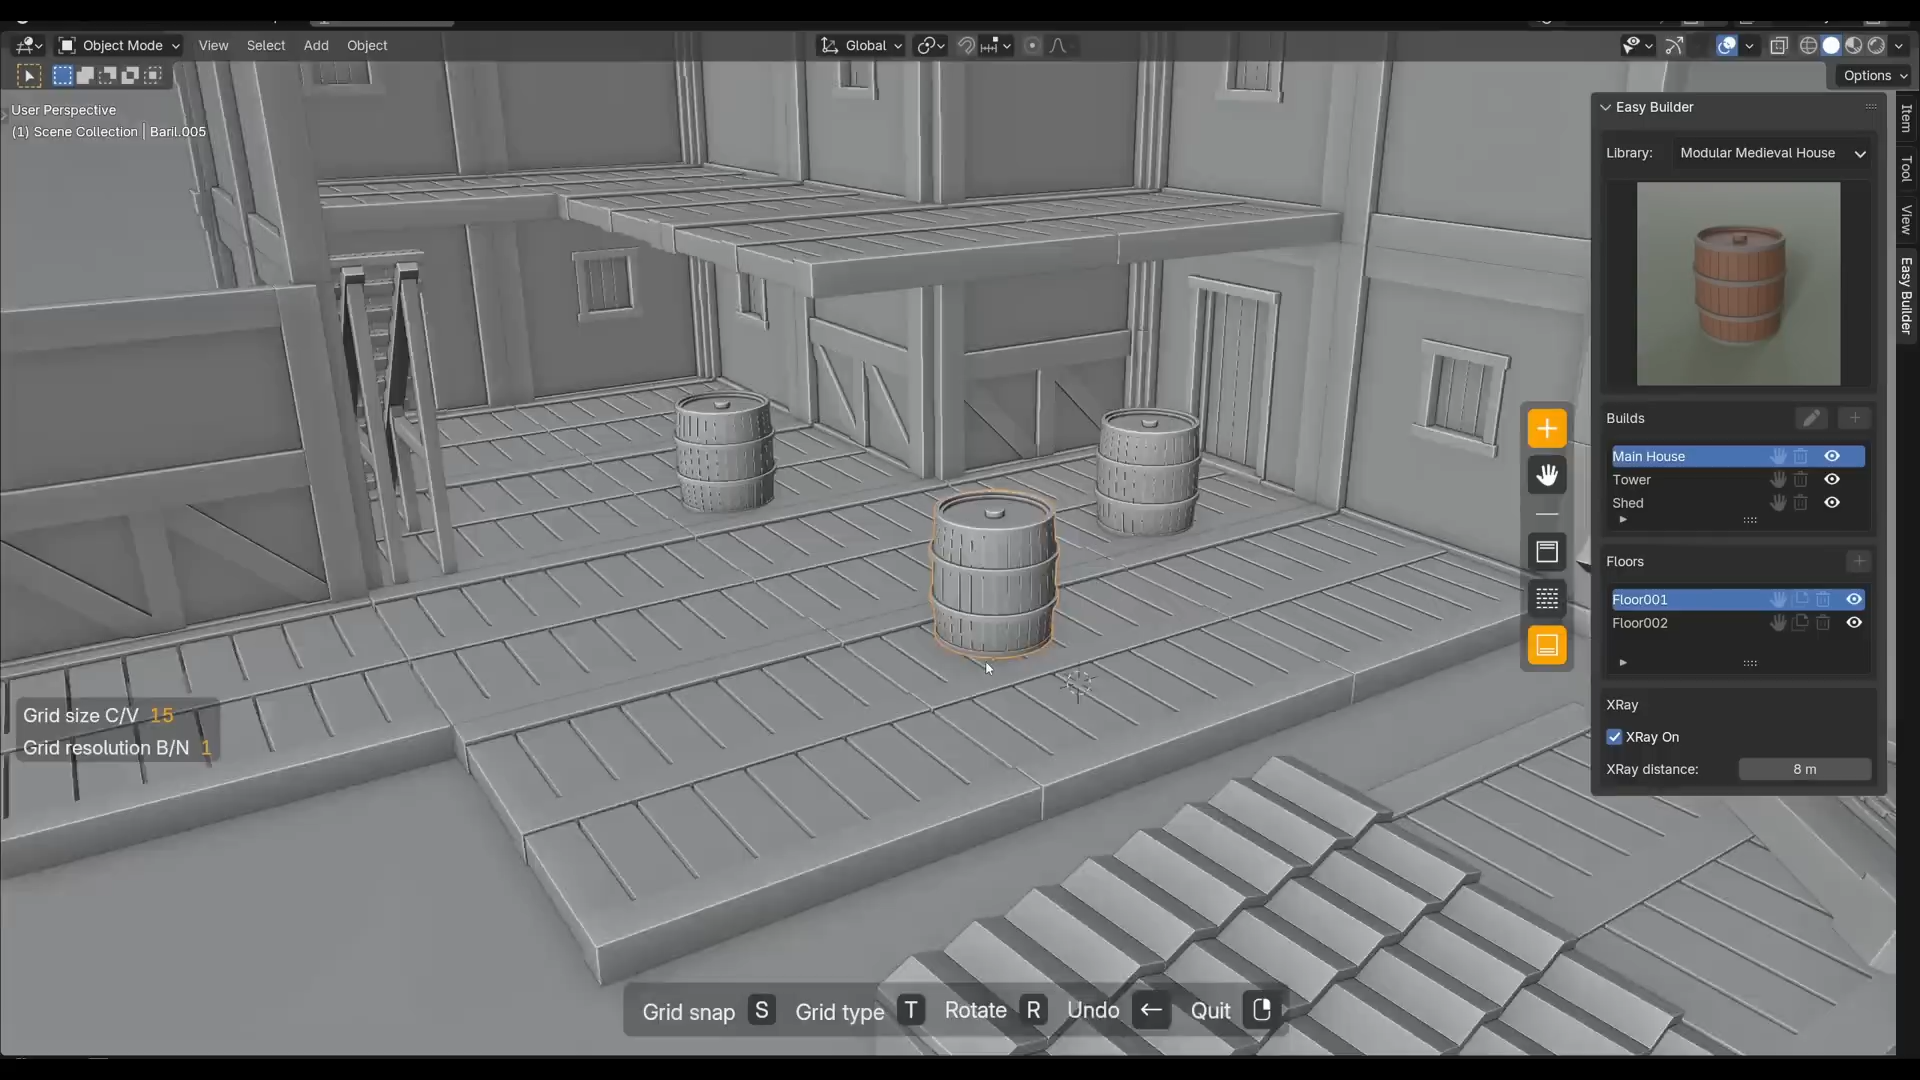 Object Mode View Select Add Object Global
Options
User Perspective
(1) Scene Collection | Baril.005
Easy Builder
Library: Modular Medieval House
Item
Tool
View
Easy Builder
Builds
Main House
Tower
Shed
Floors
Floor001
Floor002
XRay
XRay On
XRay distance: 8 m
Grid size C/V 15
Grid resolution B/N 1
Grid snap S Grid type T Rotate R Undo ← Quit